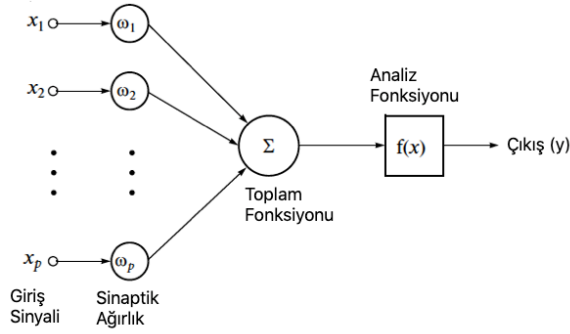 x1 ω1
x2 ω2
Analiz
Fonksiyonu
Σ
f(x)
Çıkış (y)
Toplam
Fonksiyonu
xp ωp
Giriş
Sinyali
Sinaptik
Ağırlık